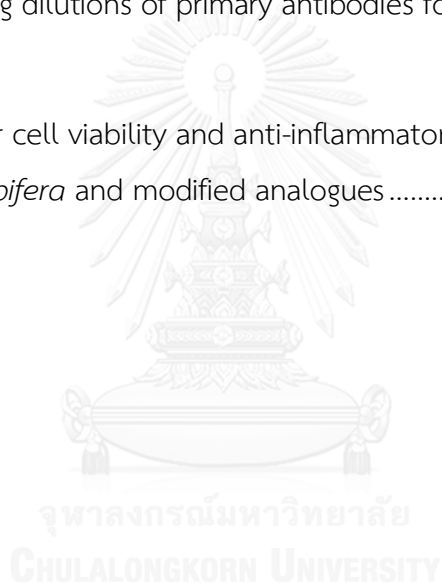 g dilutions of primary antibodies fo
r cell viability and anti-inflammator
bifera and modified analogues ........
จุฬาลงกรณ์มหาวิทยาลัย
CHULALONGKORN UNIVERSITY